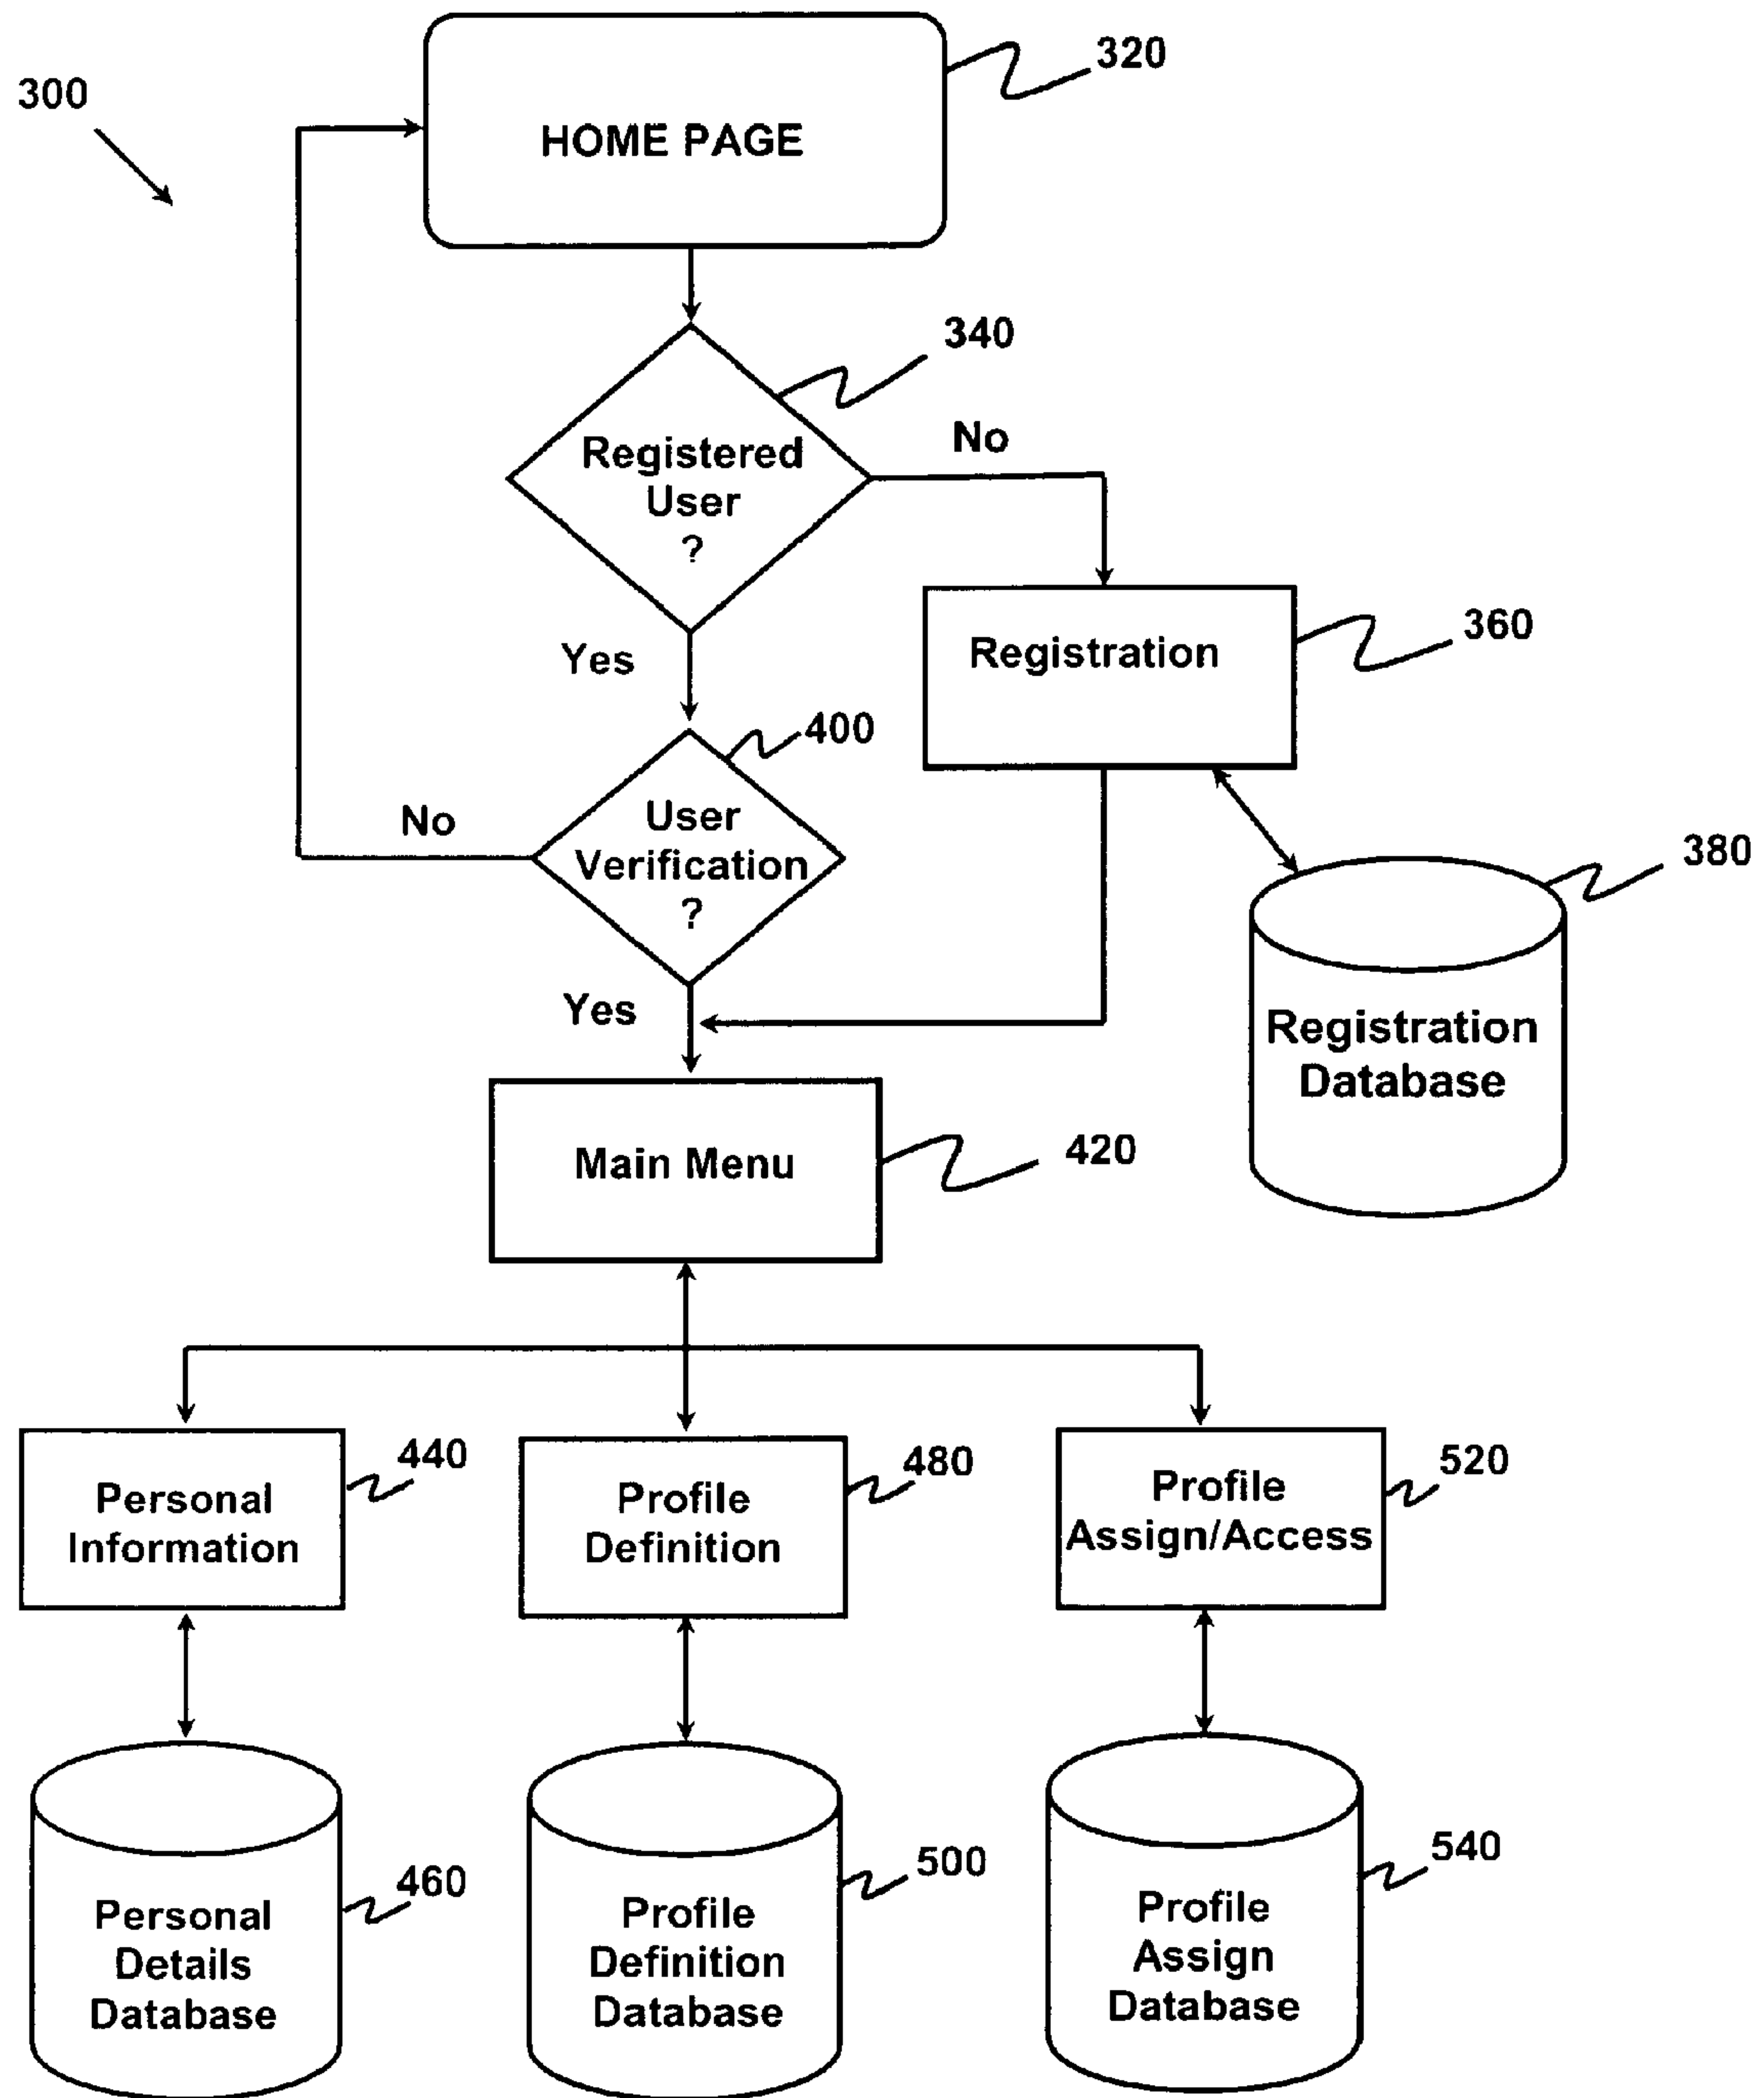 320
300
HOME PAGE
340
No
Registered
User
?
360
Registration
Yes
400
No
User
Verification
?
380
Yes
Registration
Database
Main Menu
420
440
Personal
Information
480
Profile
Definition
520
Profile
Assign/Access
460
Personal
Details
Database
500
Profile
Definition
Database
540
Profile
Assign
Database